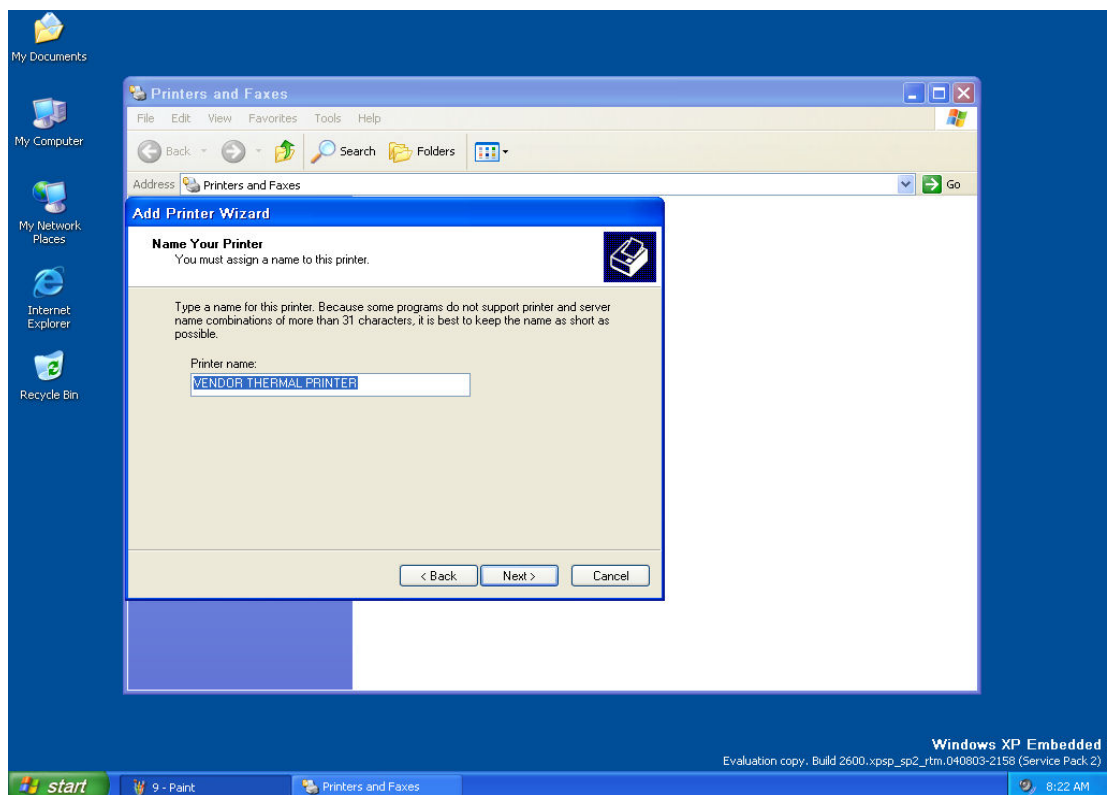 My Documents
My Computer
My Network
Places
Internet
Explorer
Recycle Bin
Printers and Faxes
File Edit View Favorites Tools Help
Back Search Folders
Address Printers and Faxes Go
Add Printer Wizard
Name Your Printer
You must assign a name to this printer.
Type a name for this printer. Because some programs do not support printer and server
name combinations of more than 31 characters, it is best to keep the name as short as
possible.
Printer name:
VENDOR THERMAL PRINTER
< Back Next > Cancel
Windows XP Embedded
Evaluation copy. Build 2600.xpsp_sp2_rtm.040803-2158 (Service Pack 2)
start 9 - Paint Printers and Faxes 8:22 AM